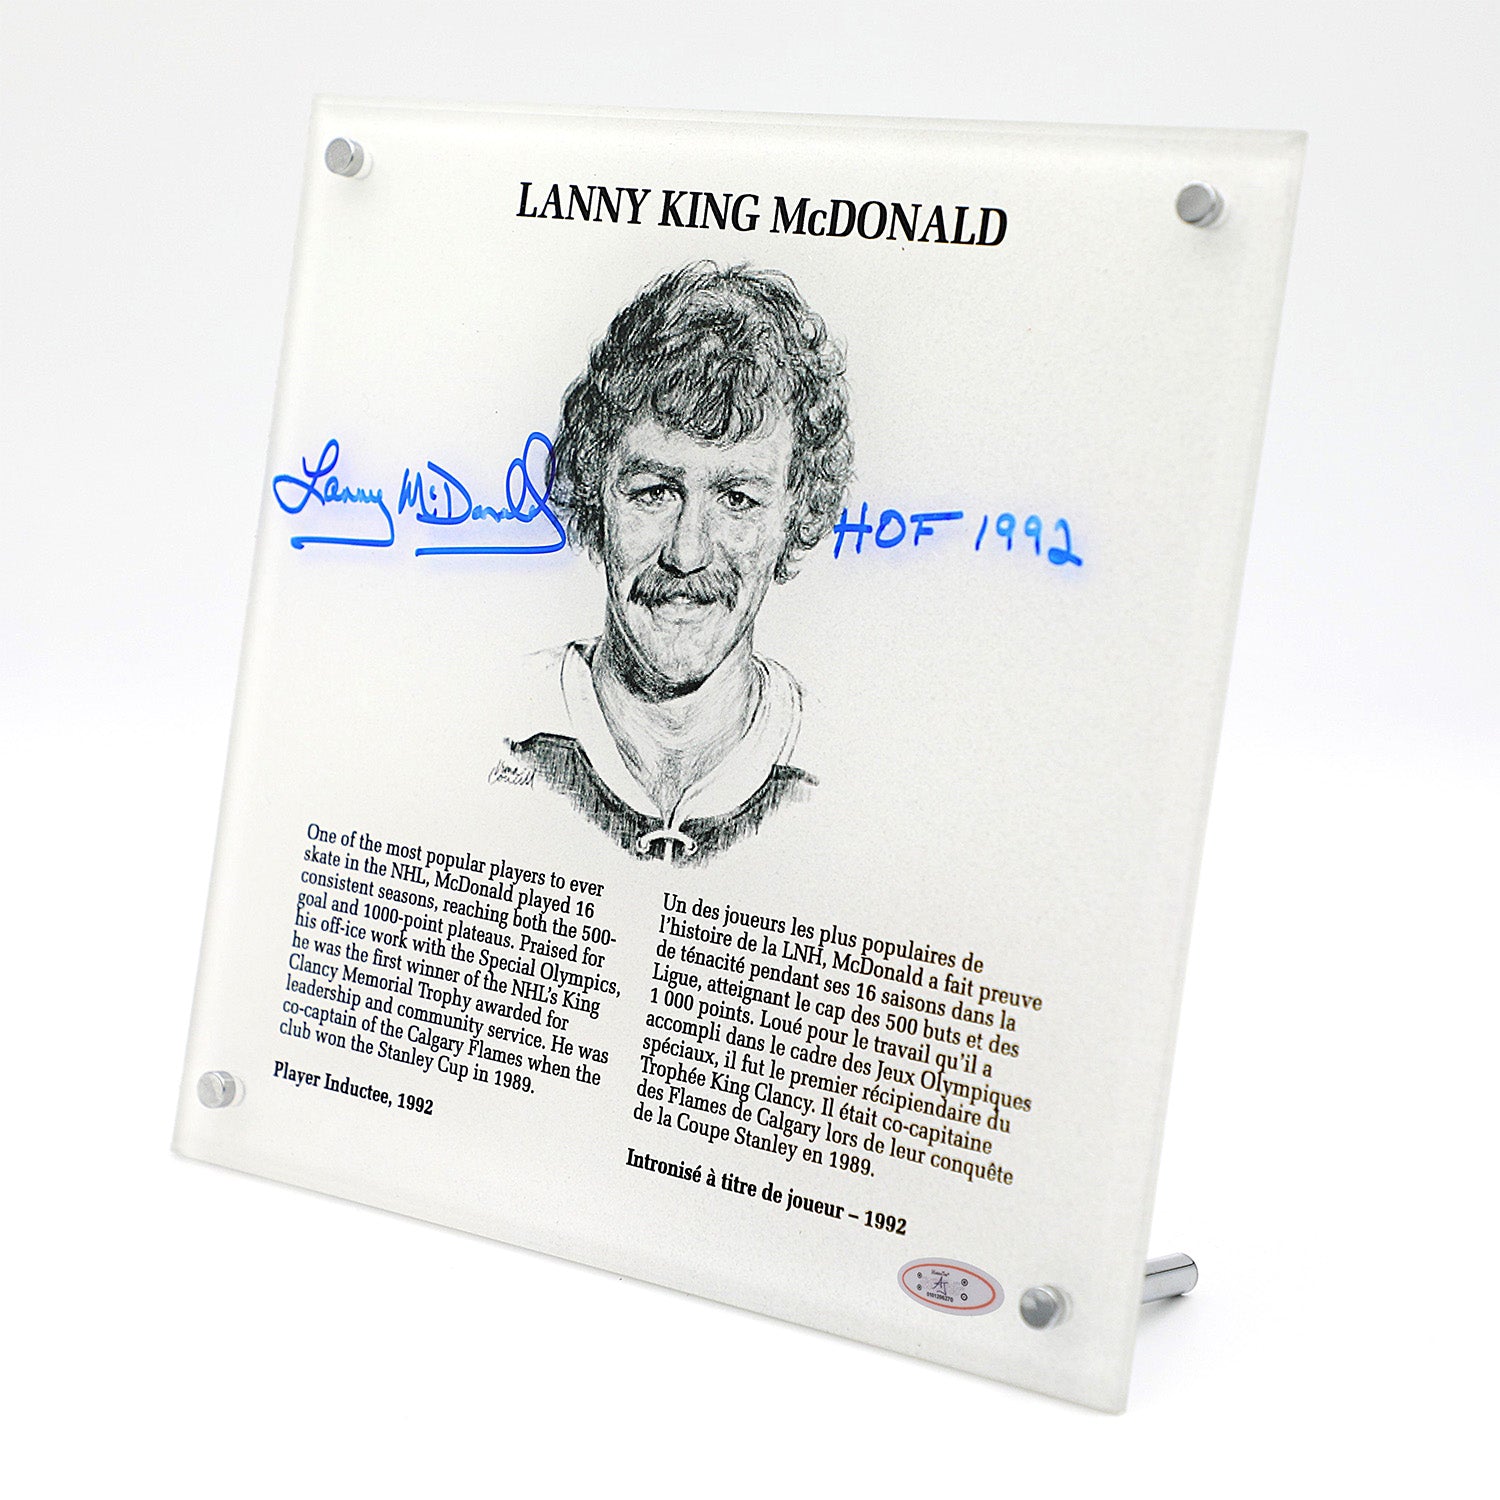 LANNY KING McDONALD
Lanny McDonald HOF 1992
One of the most popular players to ever
skate in the NHL, McDonald played 16
consistent seasons, reaching both the 500-
goal and 1000-point plateaus. Praised for
his off-ice work with the Special Olympics,
he was the first winner of the NHL's King
Clancy Memorial Trophy awarded for
leadership and community service. He was
co-captain of the Calgary Flames when the
club won the Stanley Cup in 1989.
Player Inductee, 1992
Un des joueurs les plus populaires de
l'histoire de la LNH, McDonald a fait preuve
de ténacité pendant ses 16 saisons dans la
Ligue, atteignant le cap des 500 buts et des
1 000 points. Loué pour le travail qu'il a
accompli dans le cadre des Jeux Olympiques
spéciaux, il fut le premier récipiendaire du
Trophée King Clancy. Il était co-capitaine
des Flames de Calgary lors de leur conquête
de la Coupe Stanley en 1989.
Intronisé à titre de joueur – 1992
AJ